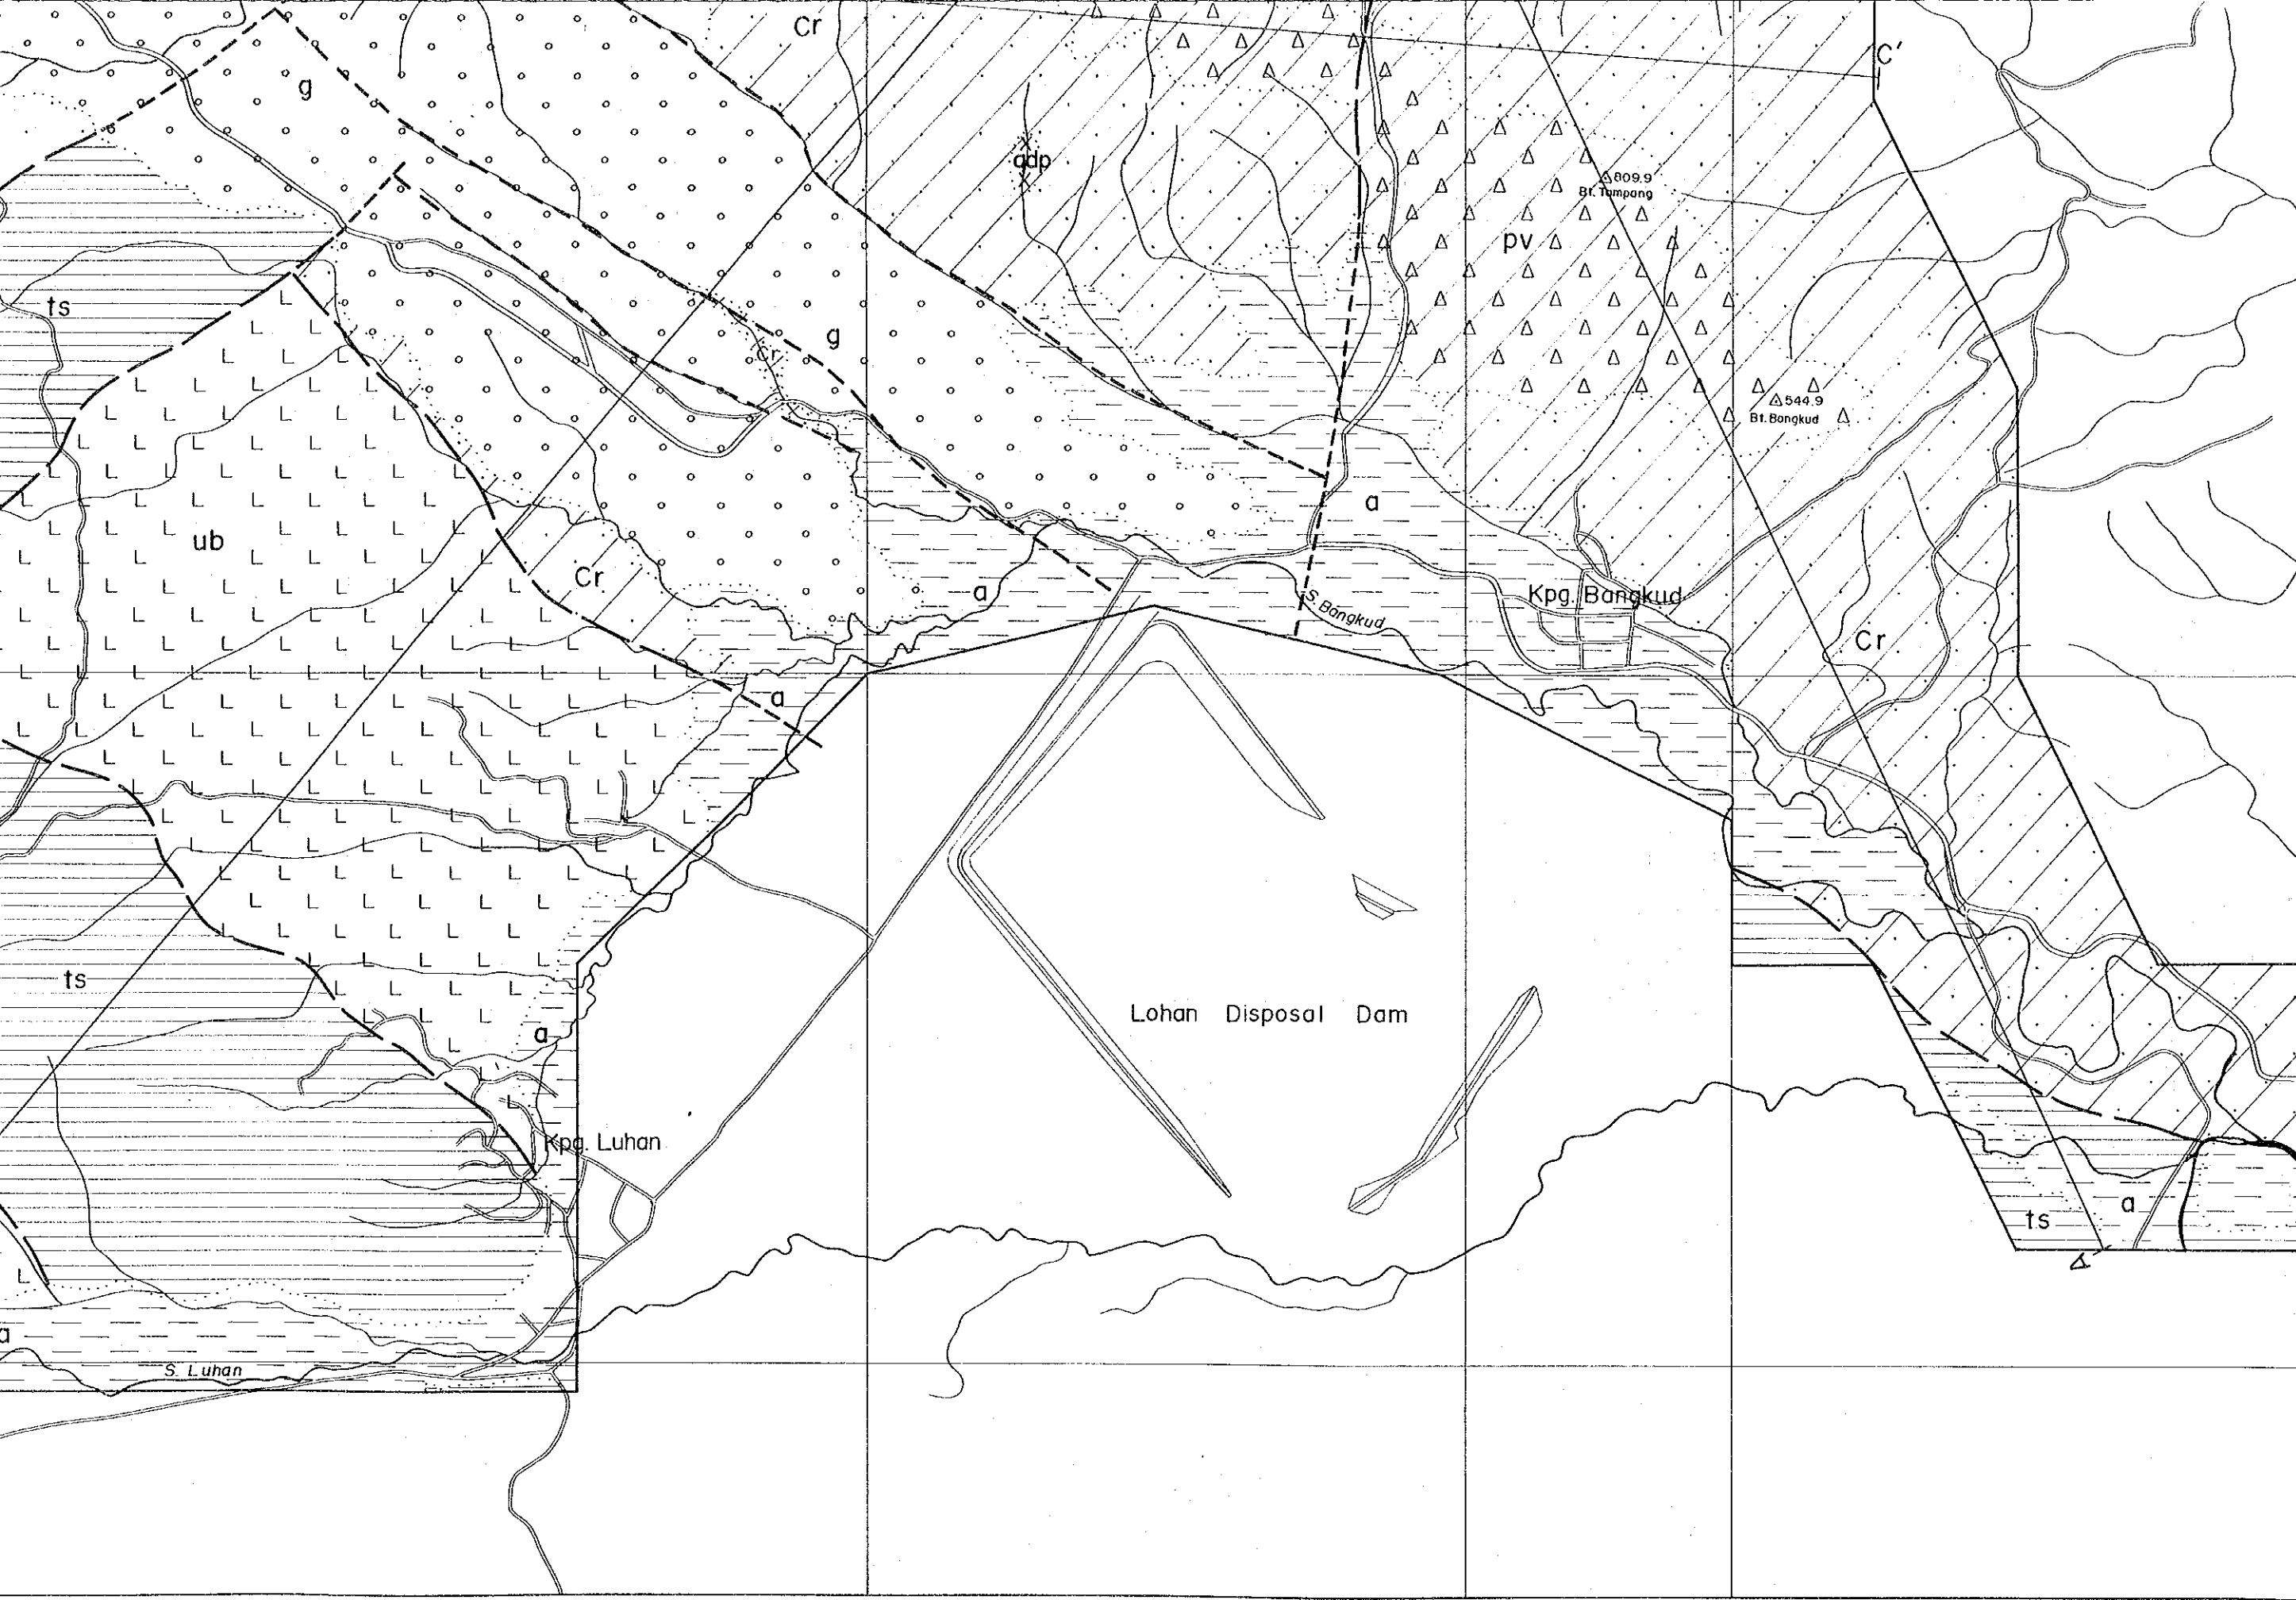 Cr
C'
g
adp
809.9
Bt. Tampang
pv
ts
g
cr
544.9
Bt. Bangkud
a
ub
Cr
a
Kpg. Bangkud
S. Bangkud
Cr
a
ts
Lohan Disposal Dam
a
Kpg. Luhan
a
ts
A'
a
S. Luhan